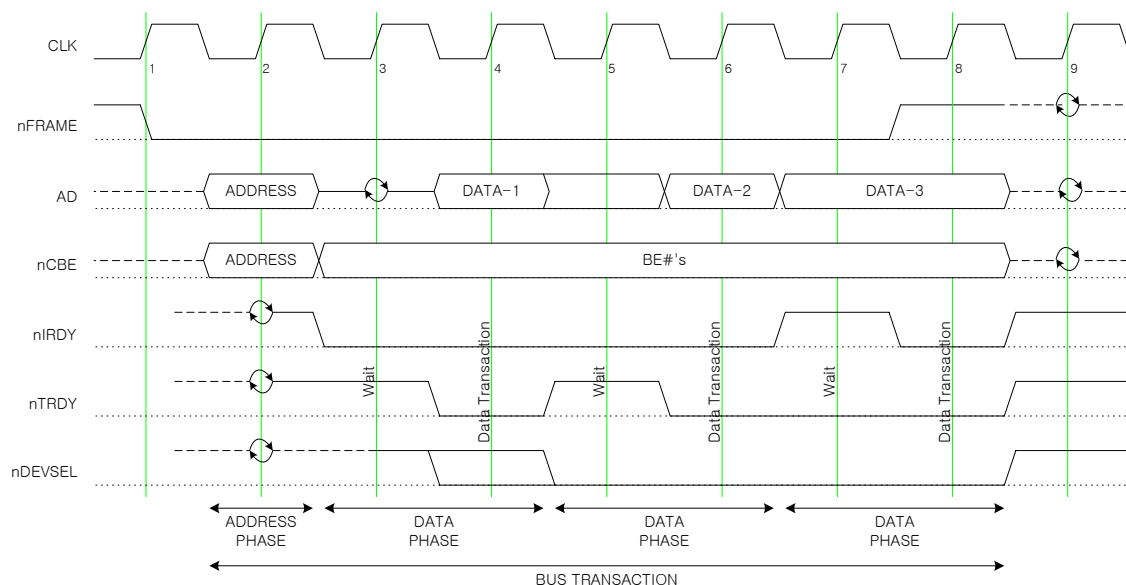 CLK
1 2 3 4 5 6 7 8 9
nFRAME
AD
ADDRESS DATA-1 DATA-2 DATA-3
nCBE
ADDRESS BE#'s
nIRDY
nTRDY
nDEVSEL
Wait
Data Transaction
Wait
Data Transaction
Wait
Data Transaction
ADDRESS
PHASE
DATA
PHASE
DATA
PHASE
DATA
PHASE
BUS TRANSACTION